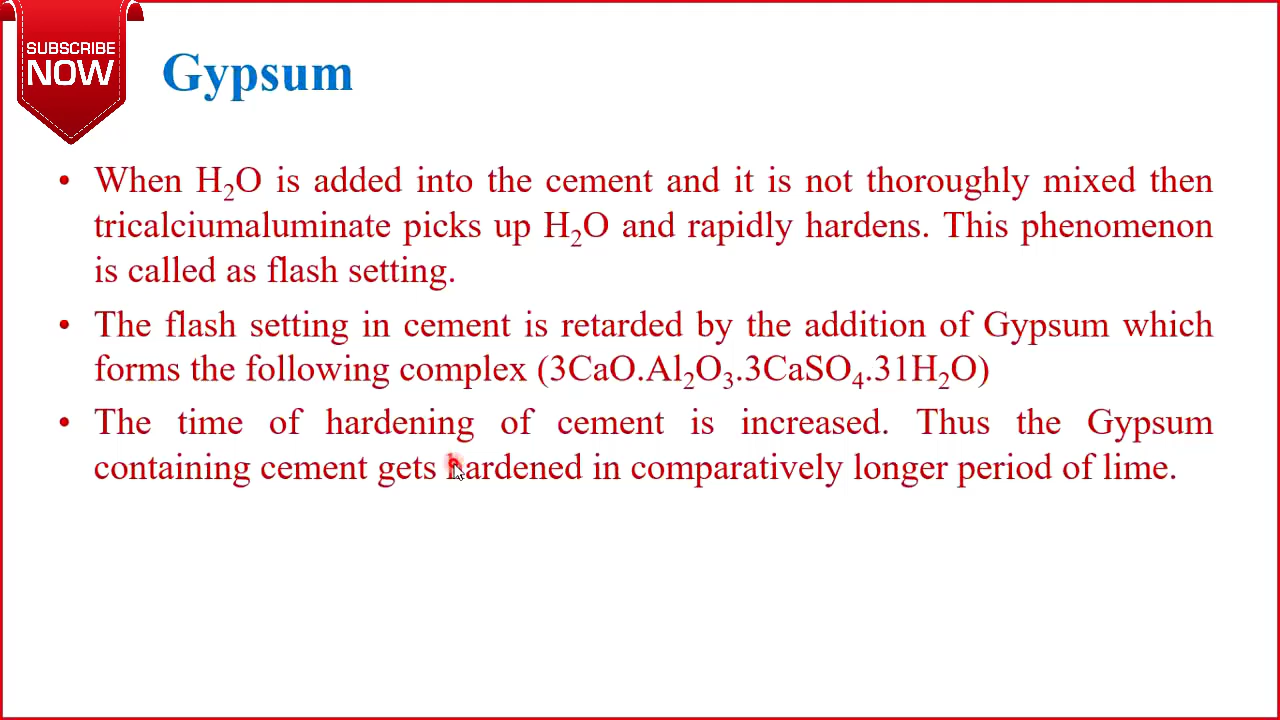 SUBSCRIBE
NOW
Gypsum
• When H₂O is added into the cement and it is not thoroughly mixed then
tricalciumaluminate picks up H₂O and rapidly hardens. This phenomenon
is called as flash setting.
• The flash setting in cement is retarded by the addition of Gypsum which
forms the following complex (3CaO.Al₂O₃.3CaSO₄.31H₂O)
• The time of hardening of cement is increased. Thus the Gypsum
containing cement gets hardened in comparatively longer period of lime.